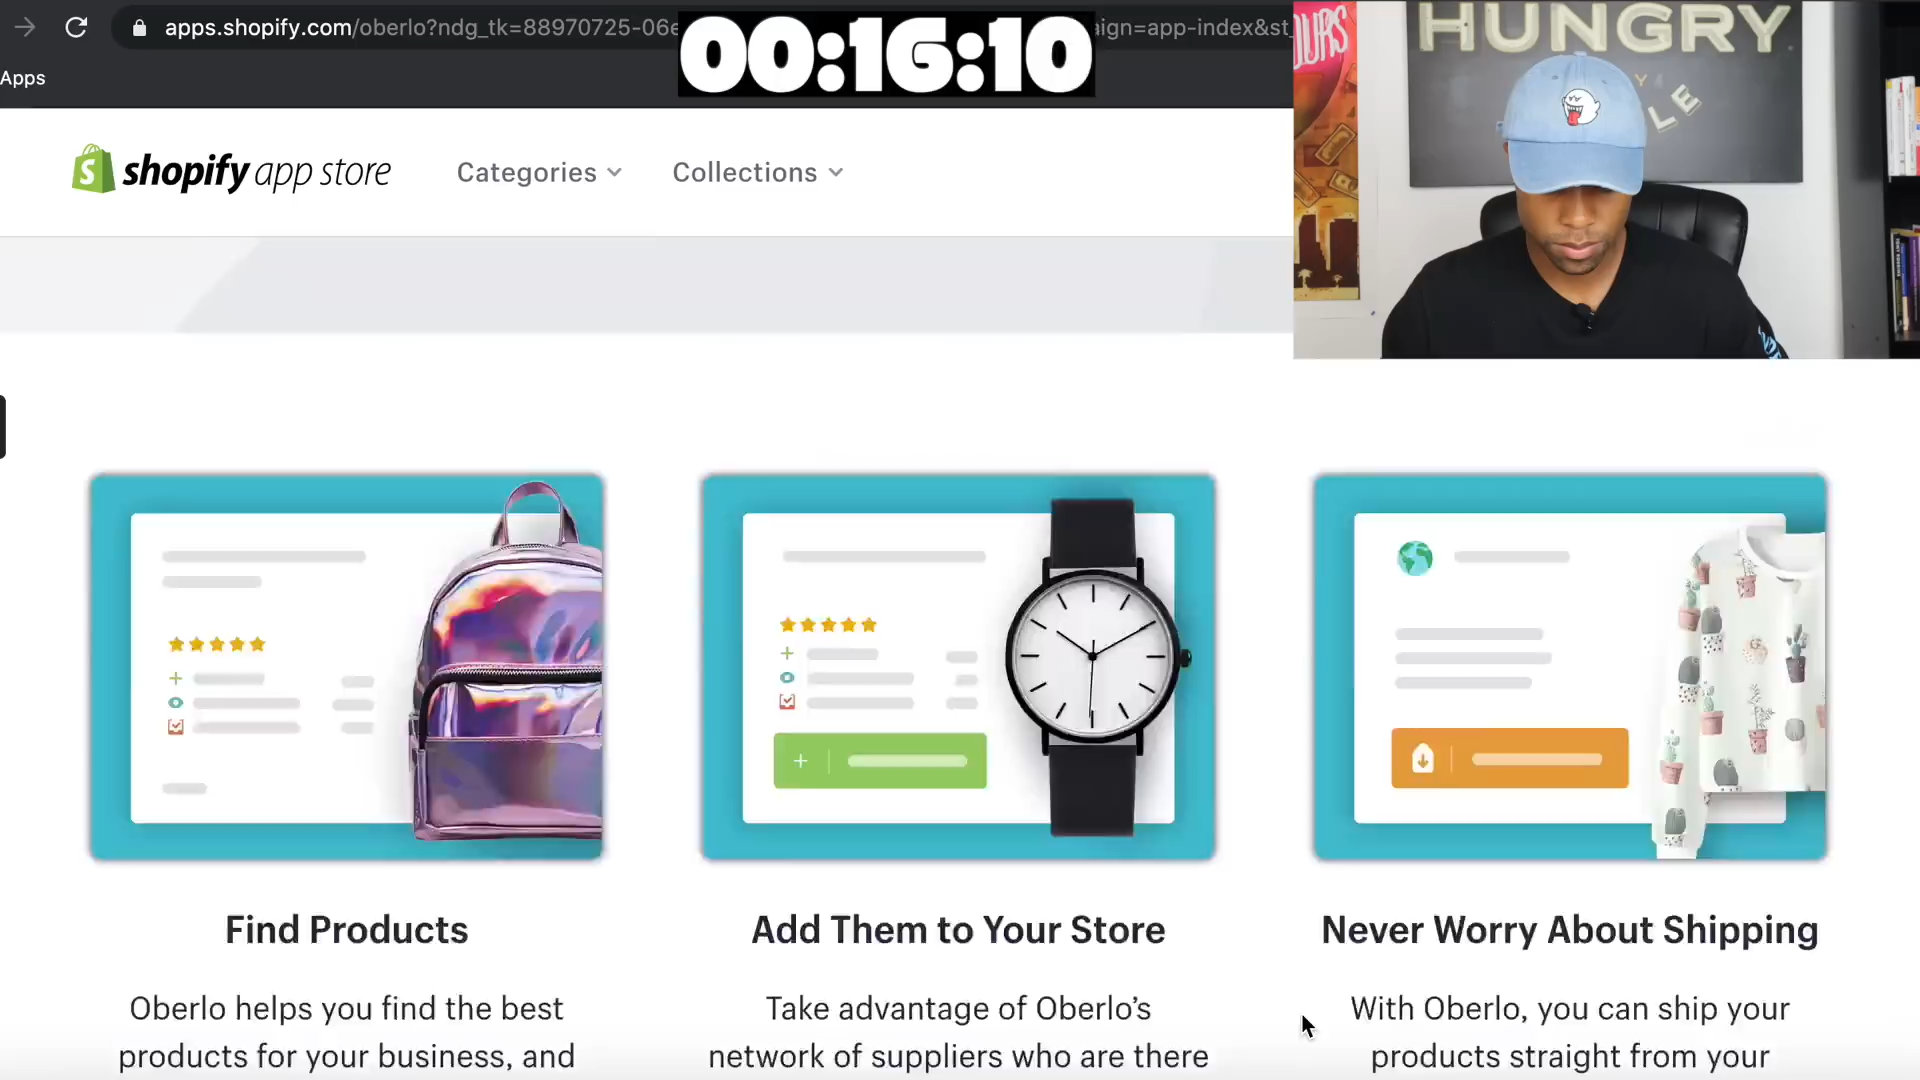 apps.shopify.com/oberlo?ndg_tk=88970725-06
00:16:10
aign=app-index&st_
Apps
HUNGRY
LE
shopify app store
Categories
Collections
Find Products
Add Them to Your Store
Never Worry About Shipping
Oberlo helps you find the best
products for your business, and
Take advantage of Oberlo’s
network of suppliers who are there
With Oberlo, you can ship your
products straight from your